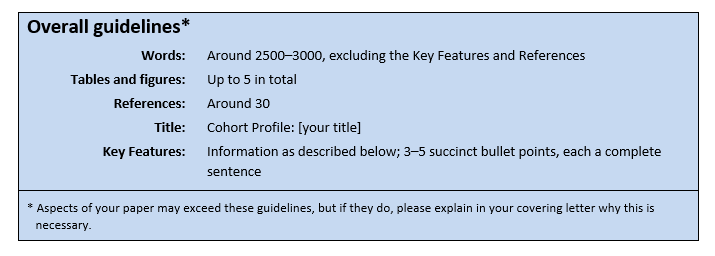 Overall guidelines*
Words: Around 2500–3000, excluding the Key Features and References
Tables and figures: Up to 5 in total
References: Around 30
Title: Cohort Profile: [your title]
Key Features: Information as described below; 3–5 succinct bullet points, each a complete
sentence
* Aspects of your paper may exceed these guidelines, but if they do, please explain in your covering letter why this is
necessary.